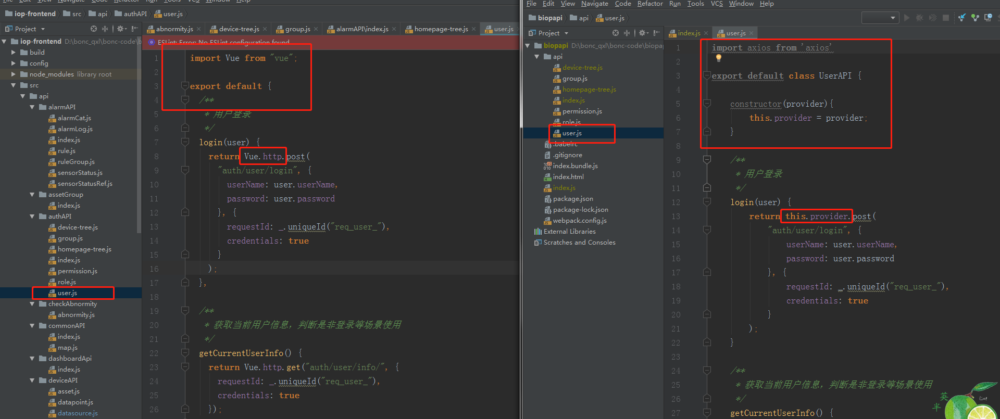 File Edit View Navigate Code Refactor Run Tools VCS Window Help
iop-frontend src api authAPI user.js
Project
abnormity.js device-tree.js group.js alarmAPI\index.js homepage-tree.js user.js
ESLint: Error: No ESLint configuration found
iop-frontend D:\bonc_qxl\bonc-code\b
build
config
node_modules library root
src
api
alarmAPI
alarmCat.js
alarmLog.js
index.js
rule.js
ruleGroup.js
sensorStatus.js
sensorStatusRef.js
assetGroup
index.js
authAPI
device-tree.js
group.js
homepage-tree.js
index.js
permission.js
role.js
user.js
checkAbnormity
abnormity.js
commonAPI
index.js
map.js
dashboardApi
index.js
deviceAPI
asset.js
datapoint.js
datasource.js
1 import Vue from "vue";
2
3 export default {
4 /**
5 * 用户登录
6 */
7 login(user) {
8 return Vue.http.post(
9 "auth/user/login", {
10 userName: user.userName,
11 password: user.password
12 }, {
13 requestId: _.uniqueId("req_user_"),
14 credentials: true
15 }
16 );
17 },
18
19 /**
20 * 获取当前用户信息，判断是非登录等场景使用
21 */
22 getCurrentUserInfo() {
23 return Vue.http.get("auth/user/info/", {
24 requestId: _.uniqueId("req_user_"),
25 credentials: true
26 });
File Edit View Navigate Code Refactor Run Tools VCS Window Help
biopapi api user.js
Project
index.js user.js
biopapi D:\bonc_qxl\bonc-code\biopa
api
device-tree.js
group.js
homepage-tree.js
index.js
permission.js
role.js
user.js
.babelrc
.gitignore
index.bundle.js
index.html
index.js
package.json
package-lock.json
webpack.config.js
External Libraries
Scratches and Consoles
1 import axios from 'axios'
2
3 export default class UserAPI {
4
5 constructor(provider){
6 this.provider = provider;
7 }
8
9 /**
10 * 用户登录
11 */
12 login(user) {
13 return this.provider.post(
14 "auth/user/login", {
15 userName: user.userName,
16 password: user.password
17 }, {
18 requestId: _.uniqueId("req_user_"),
19 credentials: true
20 }
21 );
22 }
23
24 /**
25 * 获取当前用户信息，判断是非登录等场景使用
26 */
27 getCurrentUserInfo() {
英
半
Lime